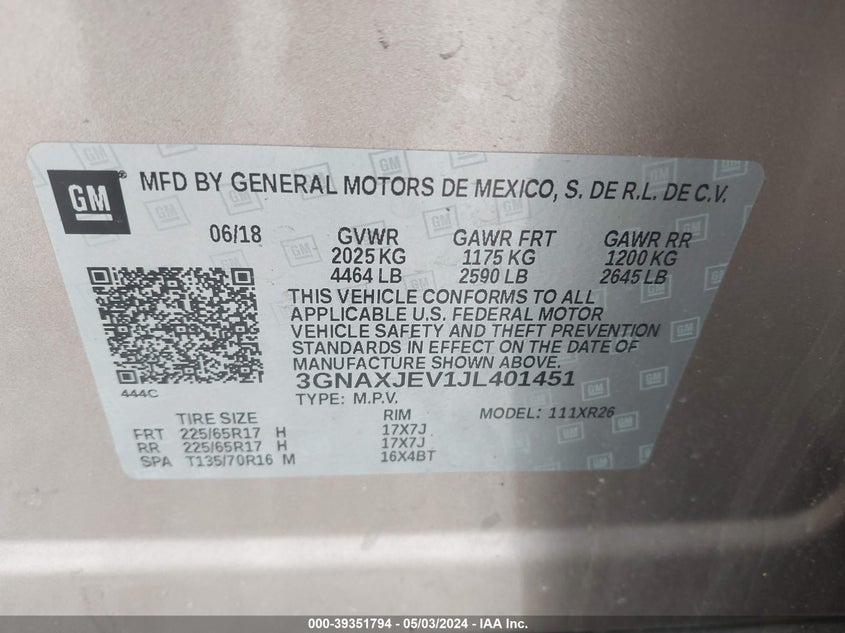 GM ® MFD BY GENERAL MOTORS DE MEXICO, S. DE R.L. DE C.V.
06/18 GVWR GAWR FRT GAWR RR
2025 KG 1175 KG 1200 KG
4464 LB 2590 LB 2645 LB
THIS VEHICLE CONFORMS TO ALL
APPLICABLE U.S. FEDERAL MOTOR
VEHICLE SAFETY AND THEFT PREVENTION
STANDARDS IN EFFECT ON THE DATE OF
MANUFACTURE SHOWN ABOVE.
3GNAXJEV1JL401451
444C
TYPE: M.P.V.
TIRE SIZE RIM MODEL: 111XR26
FRT 225/65R17 H 17X7J
RR 225/65R17 H 17X7J
SPA T135/70R16 M 16X4BT
000-39351794 - 05/03/2024 - IAA Inc.